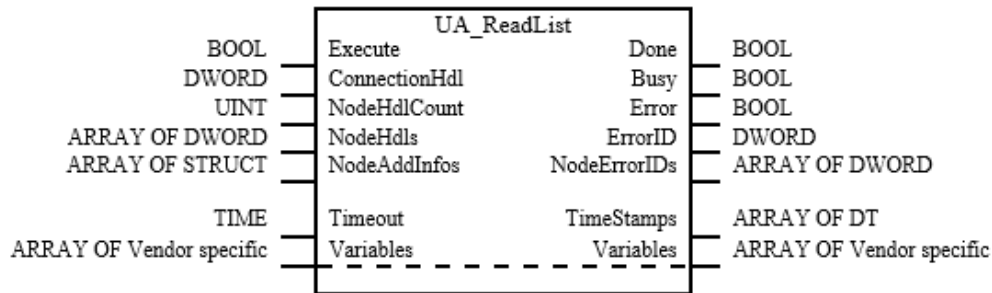 UA_ReadList
BOOL Execute Done BOOL
DWORD ConnectionHdl Busy BOOL
UINT NodeHdlCount Error BOOL
ARRAY OF DWORD NodeHdls ErrorID DWORD
ARRAY OF STRUCT NodeAddInfos NodeErrorIDs ARRAY OF DWORD
TIME Timeout TimeStamps ARRAY OF DT
ARRAY OF Vendor specific Variables Variables ARRAY OF Vendor specific